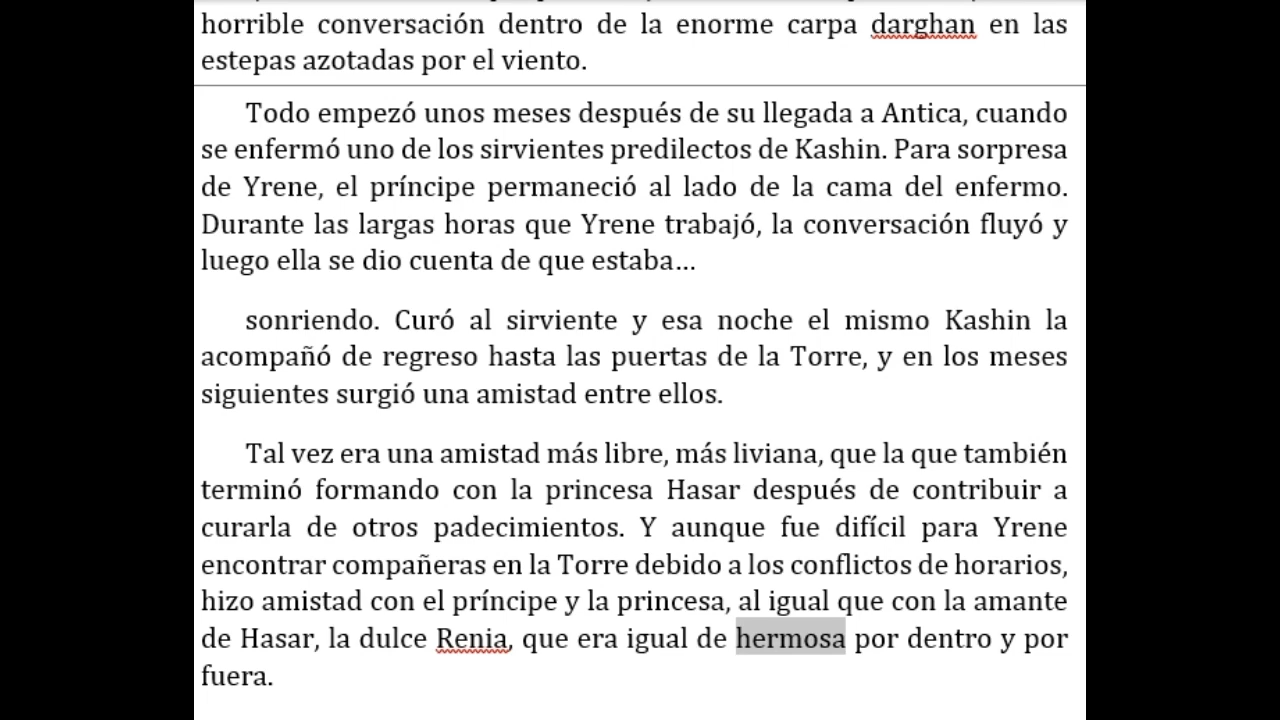 horrible conversación dentro de la enorme carpa darghan en las
estepas azotadas por el viento.
Todo empezó unos meses después de su llegada a Antica, cuando
se enfermó uno de los sirvientes predilectos de Kashin. Para sorpresa
de Yrene, el príncipe permaneció al lado de la cama del enfermo.
Durante las largas horas que Yrene trabajó, la conversación fluyó y
luego ella se dio cuenta de que estaba…
sonriendo. Curó al sirviente y esa noche el mismo Kashin la
acompañó de regreso hasta las puertas de la Torre, y en los meses
siguientes surgió una amistad entre ellos.
Tal vez era una amistad más libre, más liviana, que la que también
terminó formando con la princesa Hasar después de contribuir a
curarla de otros padecimientos. Y aunque fue difícil para Yrene
encontrar compañeras en la Torre debido a los conflictos de horarios,
hizo amistad con el príncipe y la princesa, al igual que con la amante
de Hasar, la dulce Renia, que era igual de hermosa por dentro y por
fuera.